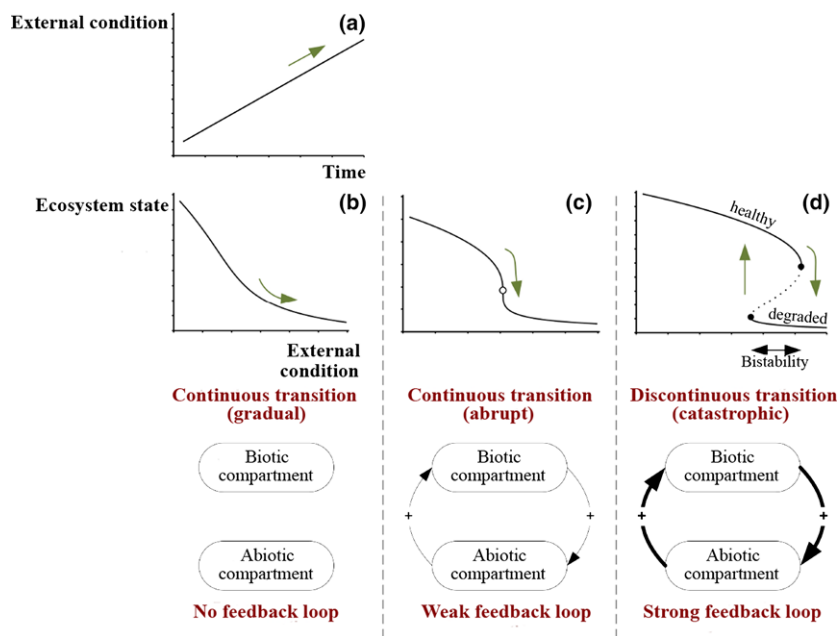 (a)
External condition
Time
Ecosystem state
(b)
(c)
(d)
healthy
degraded
External
condition
Bistability
Continuous transition
(gradual)
Continuous transition
(abrupt)
Discontinuous transition
(catastrophic)
Biotic
compartment
Biotic
compartment
Biotic
compartment
+
+
+
+
Abiotic
compartment
Abiotic
compartment
Abiotic
compartment
No feedback loop
Weak feedback loop
Strong feedback loop